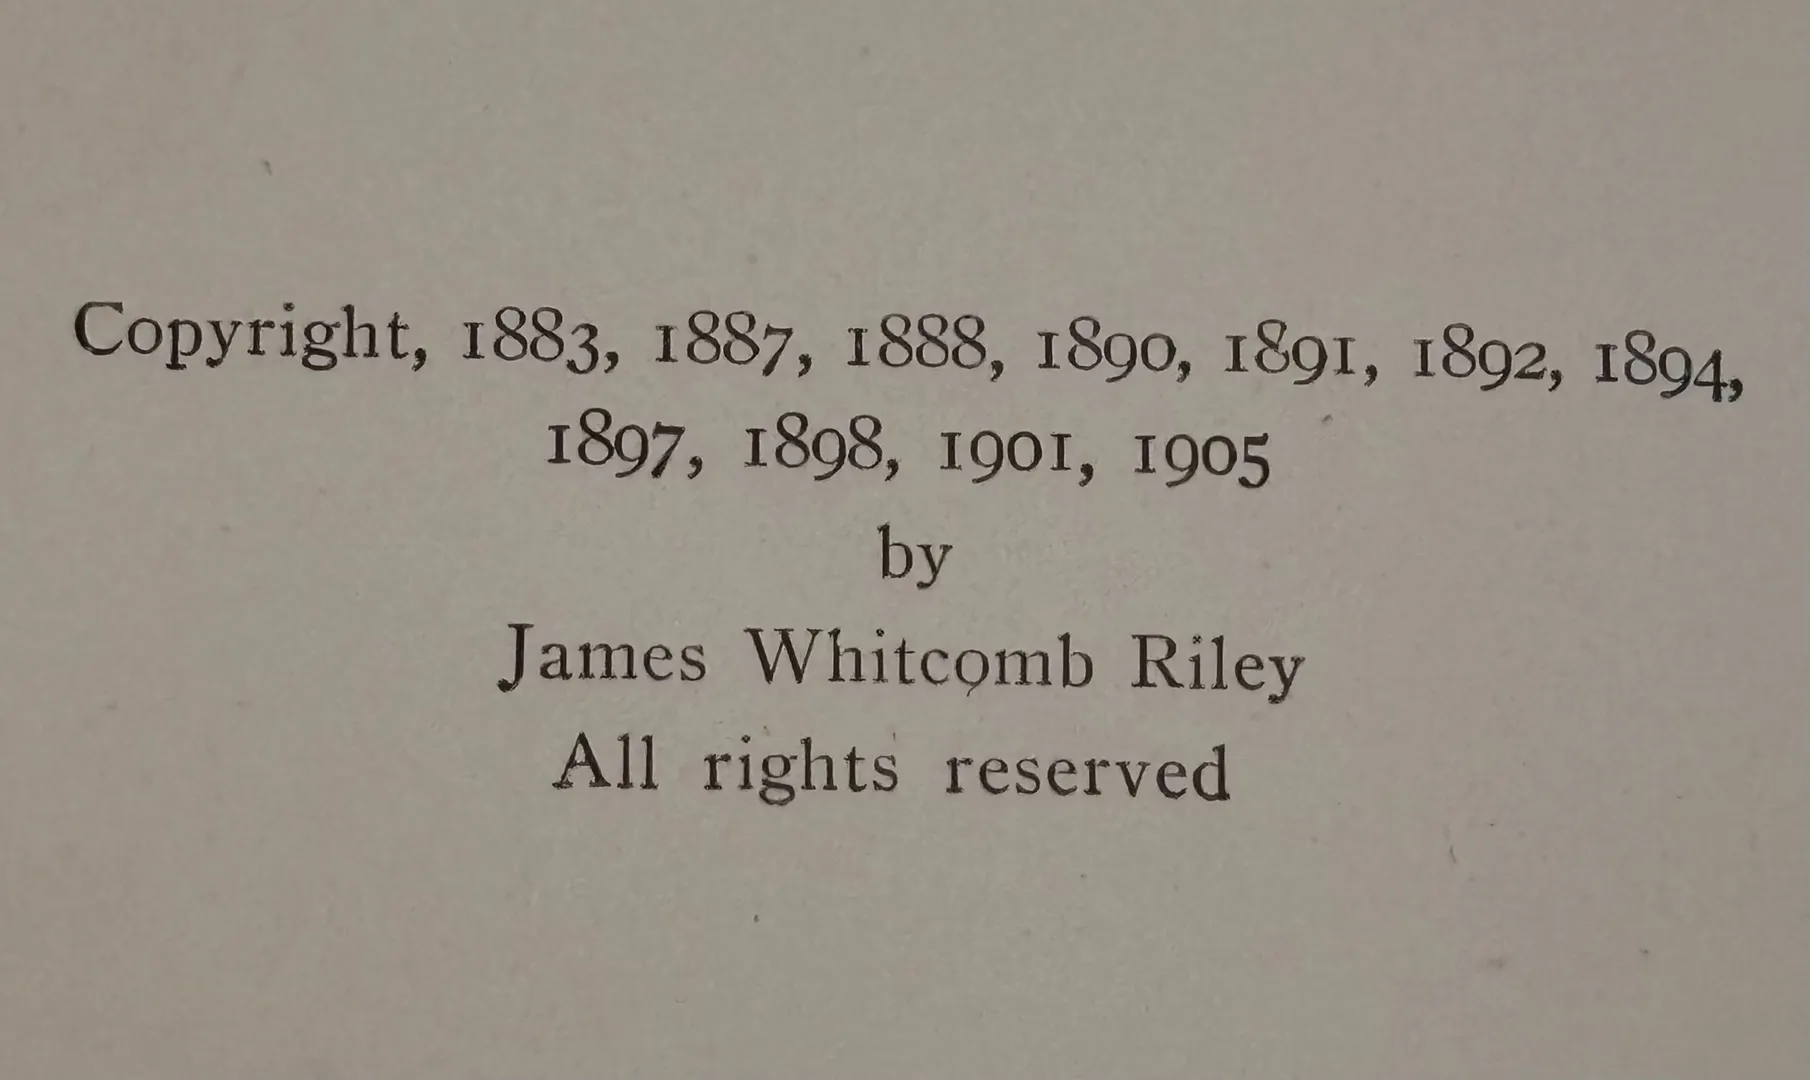 Copyright, 1883, 1887, 1888, 1890, 1891, 1892, 1894,
1897, 1898, 1901, 1905
by
James Whitcomb Riley
All rights reserved